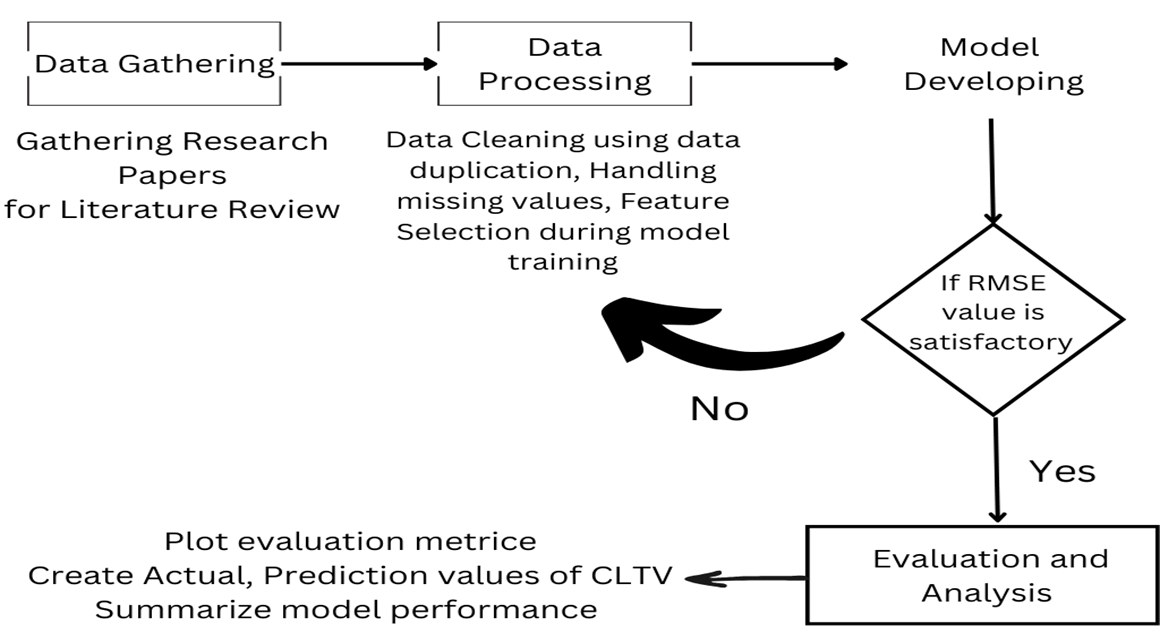 Data Gathering
Data
Processing
Model
Developing
Gathering Research
Papers
for Literature Review
Data Cleaning using data
duplication, Handling
missing values, Feature
Selection during model
training
If RMSE
value is
satisfactory
No
Yes
Evaluation and
Analysis
Plot evaluation metrice
Create Actual, Prediction values of CLTV
Summarize model performance